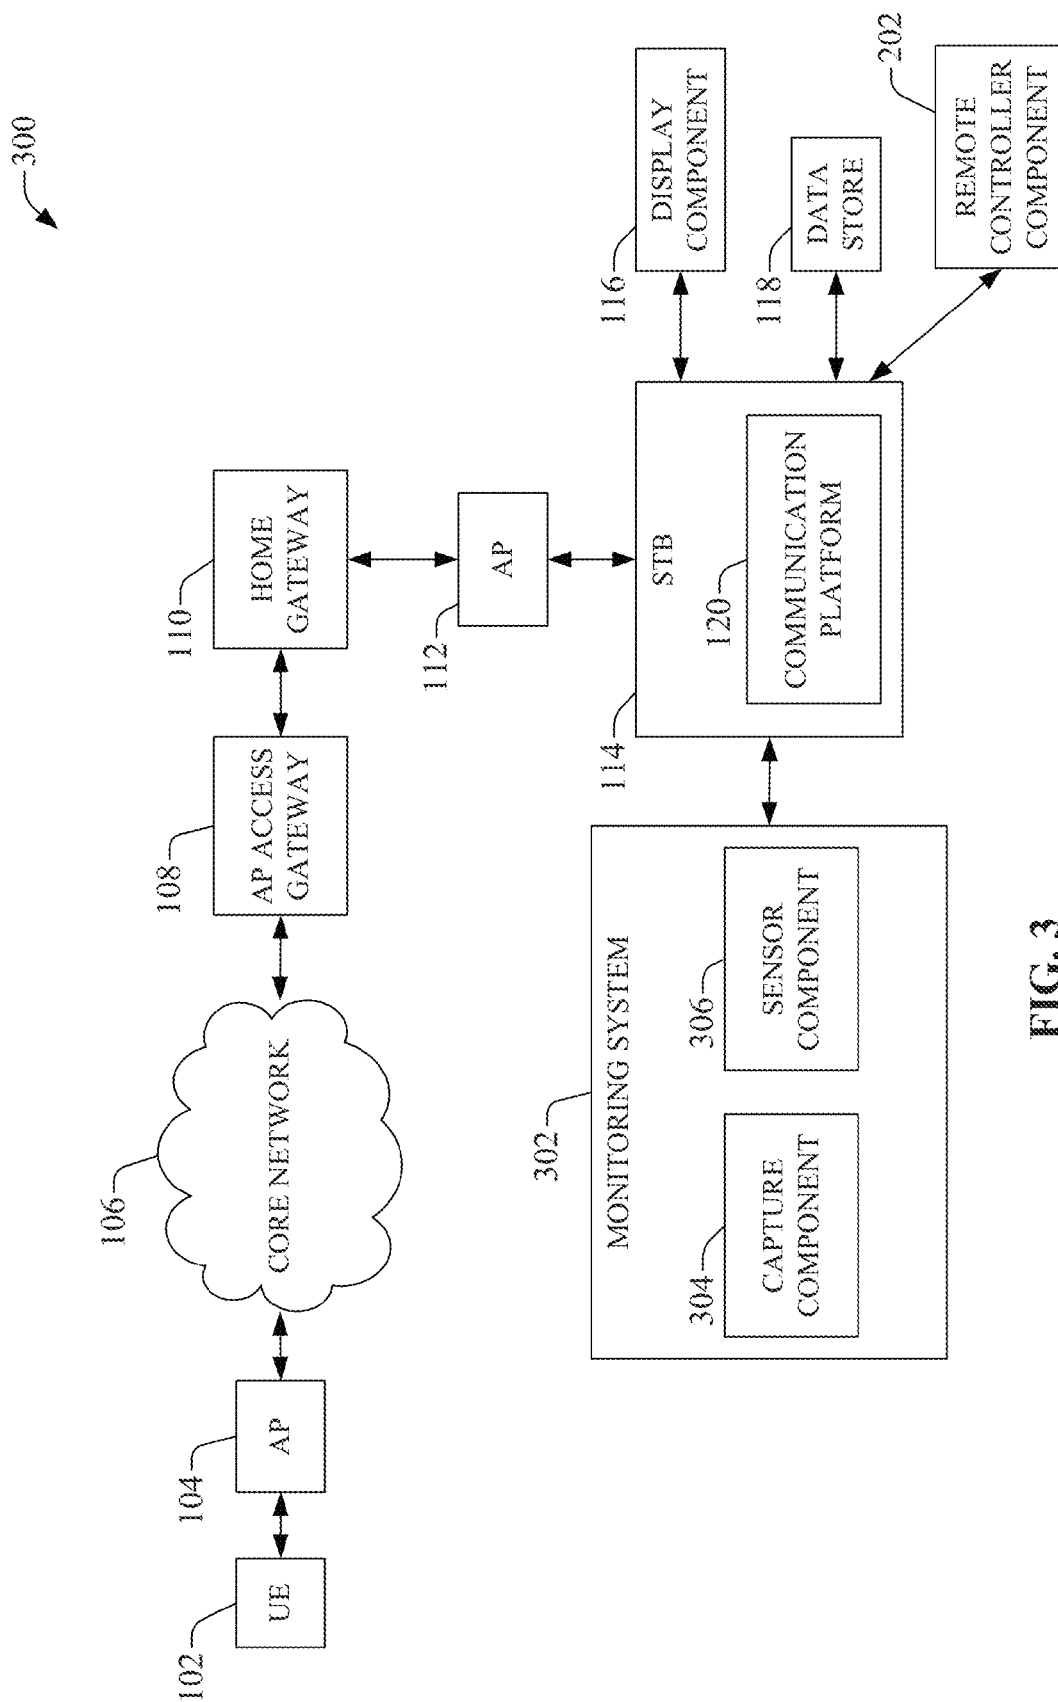 300
102
UE
104
AP
106
CORE NETWORK
108
AP ACCESS
GATEWAY
110
HOME
GATEWAY
112
AP
114
STB
120
COMMUNICATION
PLATFORM
116
DISPLAY
COMPONENT
118
DATA
STORE
202
REMOTE
CONTROLLER
COMPONENT
302
MONITORING SYSTEM
304
CAPTURE
COMPONENT
306
SENSOR
COMPONENT
FIG. 3